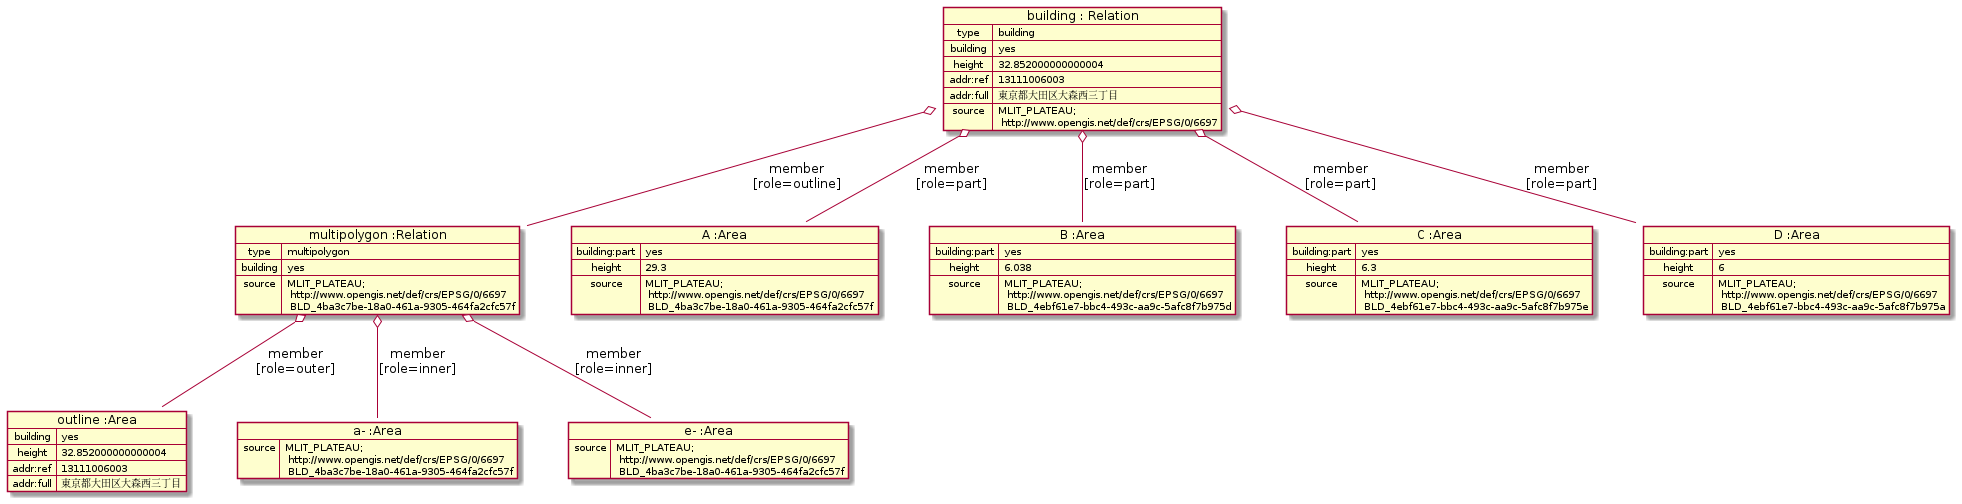 building : Relation
type building
building yes
height 32.852000000000004
addr:ref 13111006003
addr:full 東京都大田区大森西三丁目
source MLIT_PLATEAU;
http://www.opengis.net/def/crs/EPSG/0/6697
member
[role=outline]
member
[role=part]
member
[role=part]
member
[role=part]
member
[role=part]
multipolygon :Relation
type multipolygon
building yes
source MLIT_PLATEAU;
http://www.opengis.net/def/crs/EPSG/0/6697
BLD_4ba3c7be-18a0-461a-9305-464fa2cfc57f
A :Area
building:part yes
height 29.3
source MLIT_PLATEAU;
http://www.opengis.net/def/crs/EPSG/0/6697
BLD_4ba3c7be-18a0-461a-9305-464fa2cfc57f
B :Area
building:part yes
height 6.038
source MLIT_PLATEAU;
http://www.opengis.net/def/crs/EPSG/0/6697
BLD_4ebf61e7-bbc4-493c-aa9c-5afc8f7b975d
C :Area
building:part yes
hieght 6.3
source MLIT_PLATEAU;
http://www.opengis.net/def/crs/EPSG/0/6697
BLD_4ebf61e7-bbc4-493c-aa9c-5afc8f7b975e
D :Area
building:part yes
height 6
source MLIT_PLATEAU;
http://www.opengis.net/def/crs/EPSG/0/6697
BLD_4ebf61e7-bbc4-493c-aa9c-5afc8f7b975a
member
[role=outer]
member
[role=inner]
member
[role=inner]
outline :Area
building yes
height 32.852000000000004
addr:ref 13111006003
addr:full 東京都大田区大森西三丁目
a- :Area
source MLIT_PLATEAU;
http://www.opengis.net/def/crs/EPSG/0/6697
BLD_4ba3c7be-18a0-461a-9305-464fa2cfc57f
e- :Area
source MLIT_PLATEAU;
http://www.opengis.net/def/crs/EPSG/0/6697
BLD_4ba3c7be-18a0-461a-9305-464fa2cfc57f